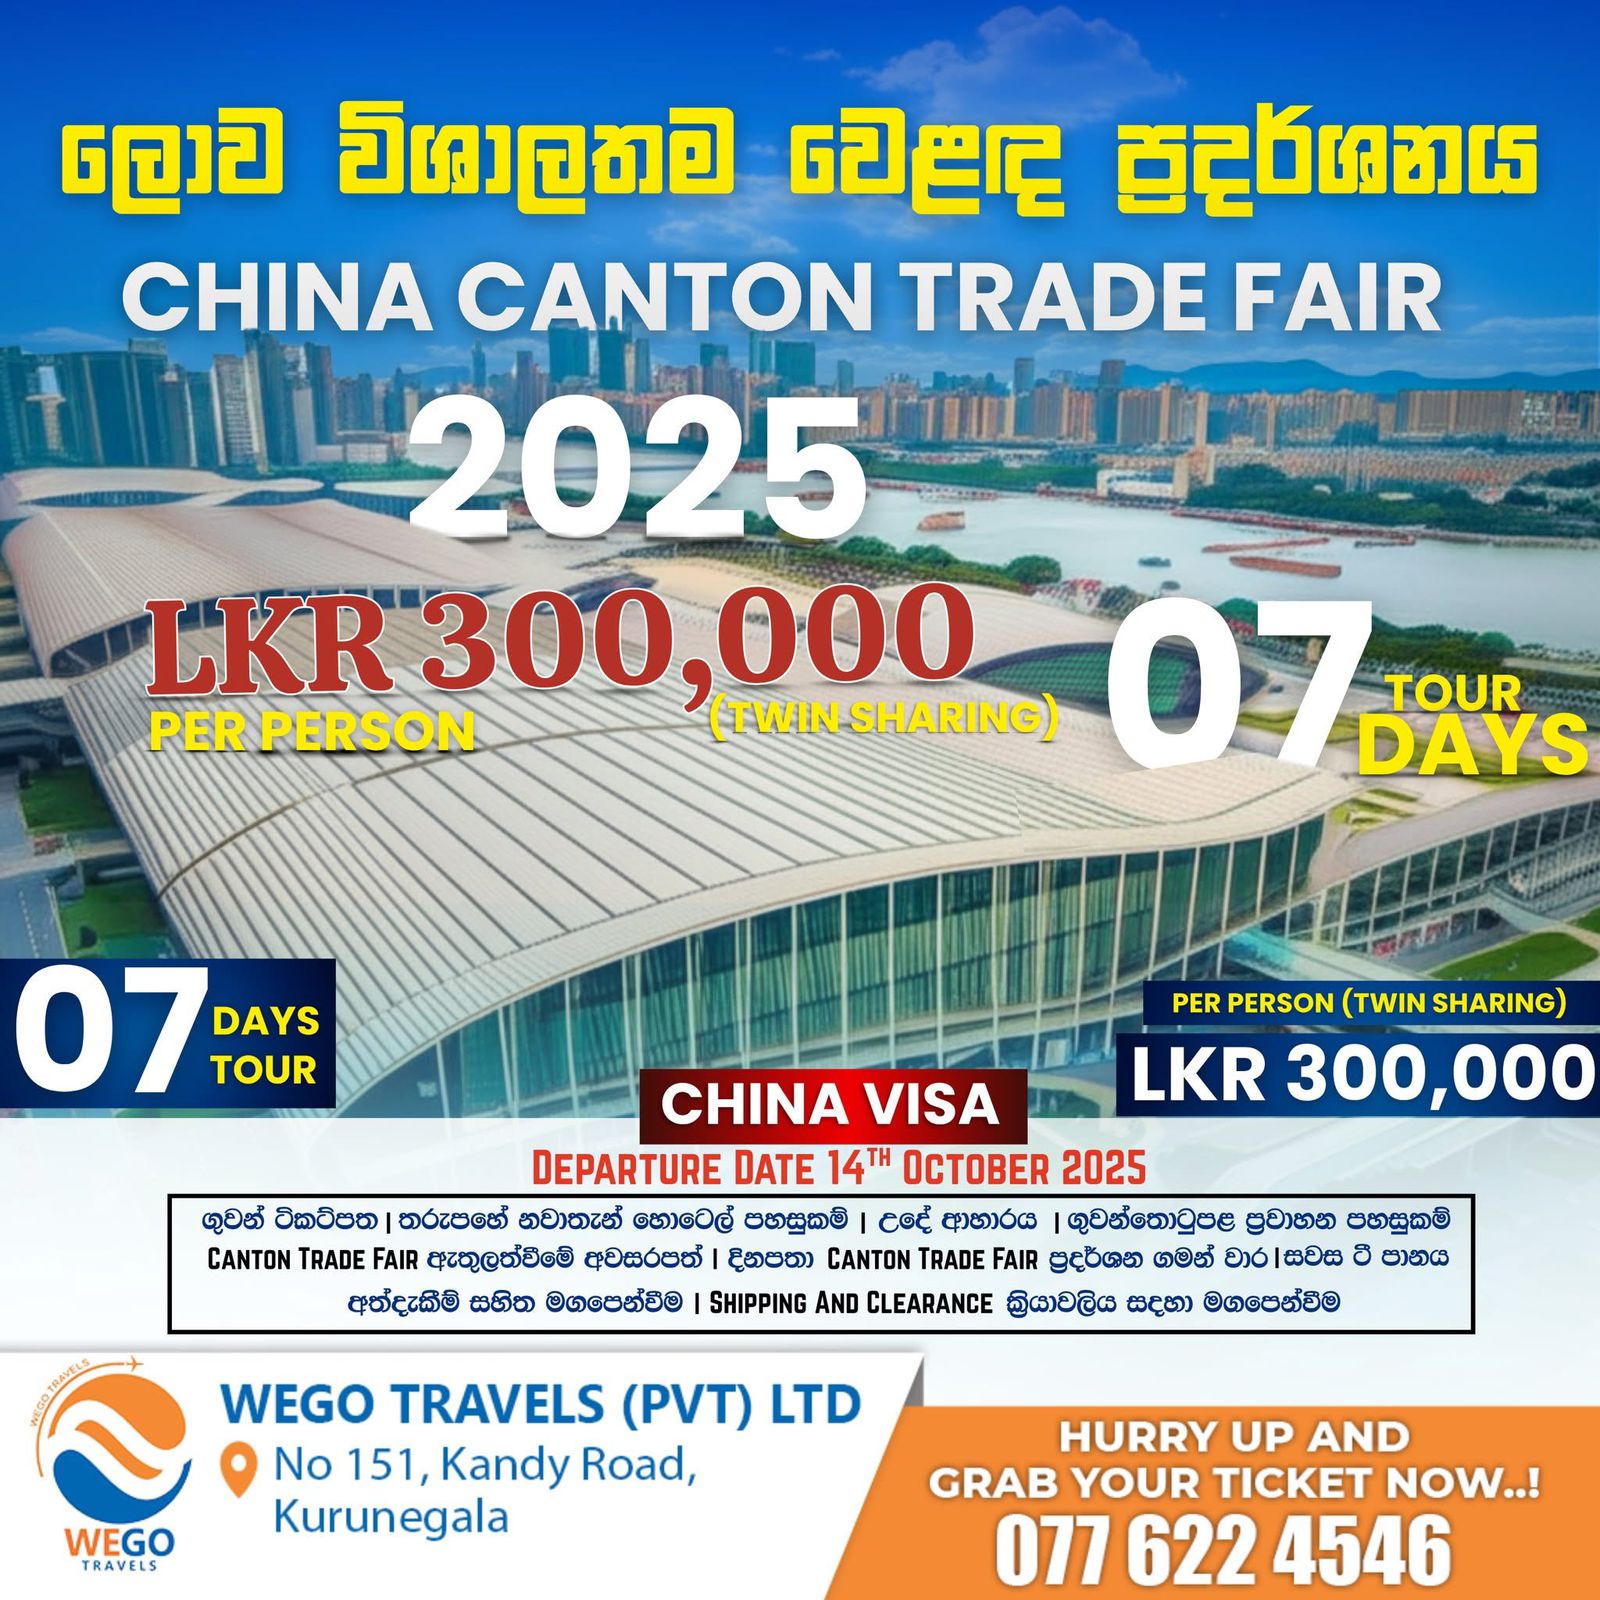 ලොව විශාලතම වෙළඳ ප්‍රදර්ශනය
CHINA CANTON TRADE FAIR
2025
LKR 300,000
PER PERSON
(TWIN SHARING)
07 TOUR DAYS
07 DAYS TOUR
PER PERSON (TWIN SHARING)
LKR 300,000
CHINA VISA
DEPARTURE DATE 14TH OCTOBER 2025
ගුවන් ටිකට්පත | තරුපහේ නවාතැන් හොටෙල් පහසුකම් | උදේ ආහාරය | ගුවන්තොටුපළ ප්‍රවාහන පහසුකම්
CANTON TRADE FAIR ඇතුලත්වීමේ අවසරපත් | දිනපතා CANTON TRADE FAIR ප්‍රදර්ශන ගමන් වාර | සවස ටී පානය
අත්දැකීම් සහිත මගපෙන්වීම | SHIPPING AND CLEARANCE ක්‍රියාවලිය සදහා මගපෙන්වීම
WEGO TRAVELS
WEGO
TRAVELS
WEGO TRAVELS (PVT) LTD
No 151, Kandy Road,
Kurunegala
HURRY UP AND
GRAB YOUR TICKET NOW..!
077 622 4546